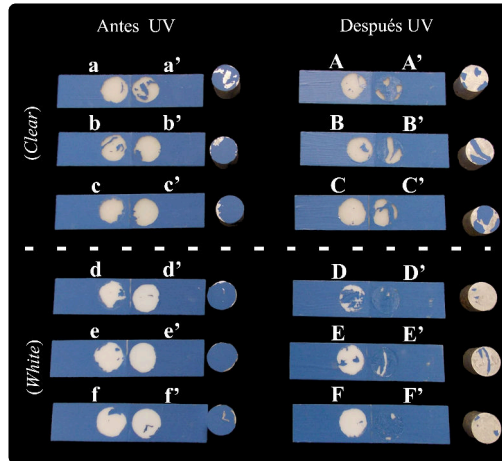 Antes UV Después UV
a a' A A'
b b' B B'
(Clear)
c c' C C'
d d' D D'
e e' E E'
(White)
f f' F F'